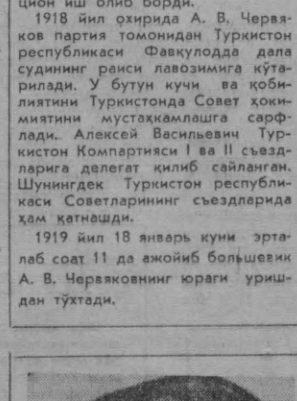 цион иш олиб борди.
1918 йил охирида А. В. Червя-
ков партия томонидан Туркистон
республикаси Фавқулодда дала
судининг раиси лавозимига кўта-
рилади. У бутун кучи ва қоби-
лиятини Туркистонда Совет ҳоки-
миятини мустаҳкамлашга сарф-
лади. Алексей Васильевич Тур-
кистон Компартияси I ва II съезд-
ларига делегат қилиб сайланган.
Шунингдек Туркистон республи-
каси Советларининг съездларида
ҳам қатнашди.
1919 йил 18 январь куни эрта-
лаб соат 11 да ажойиб большевик
А. В. Червяковнинг юраги уриш-
дан тўхтади.